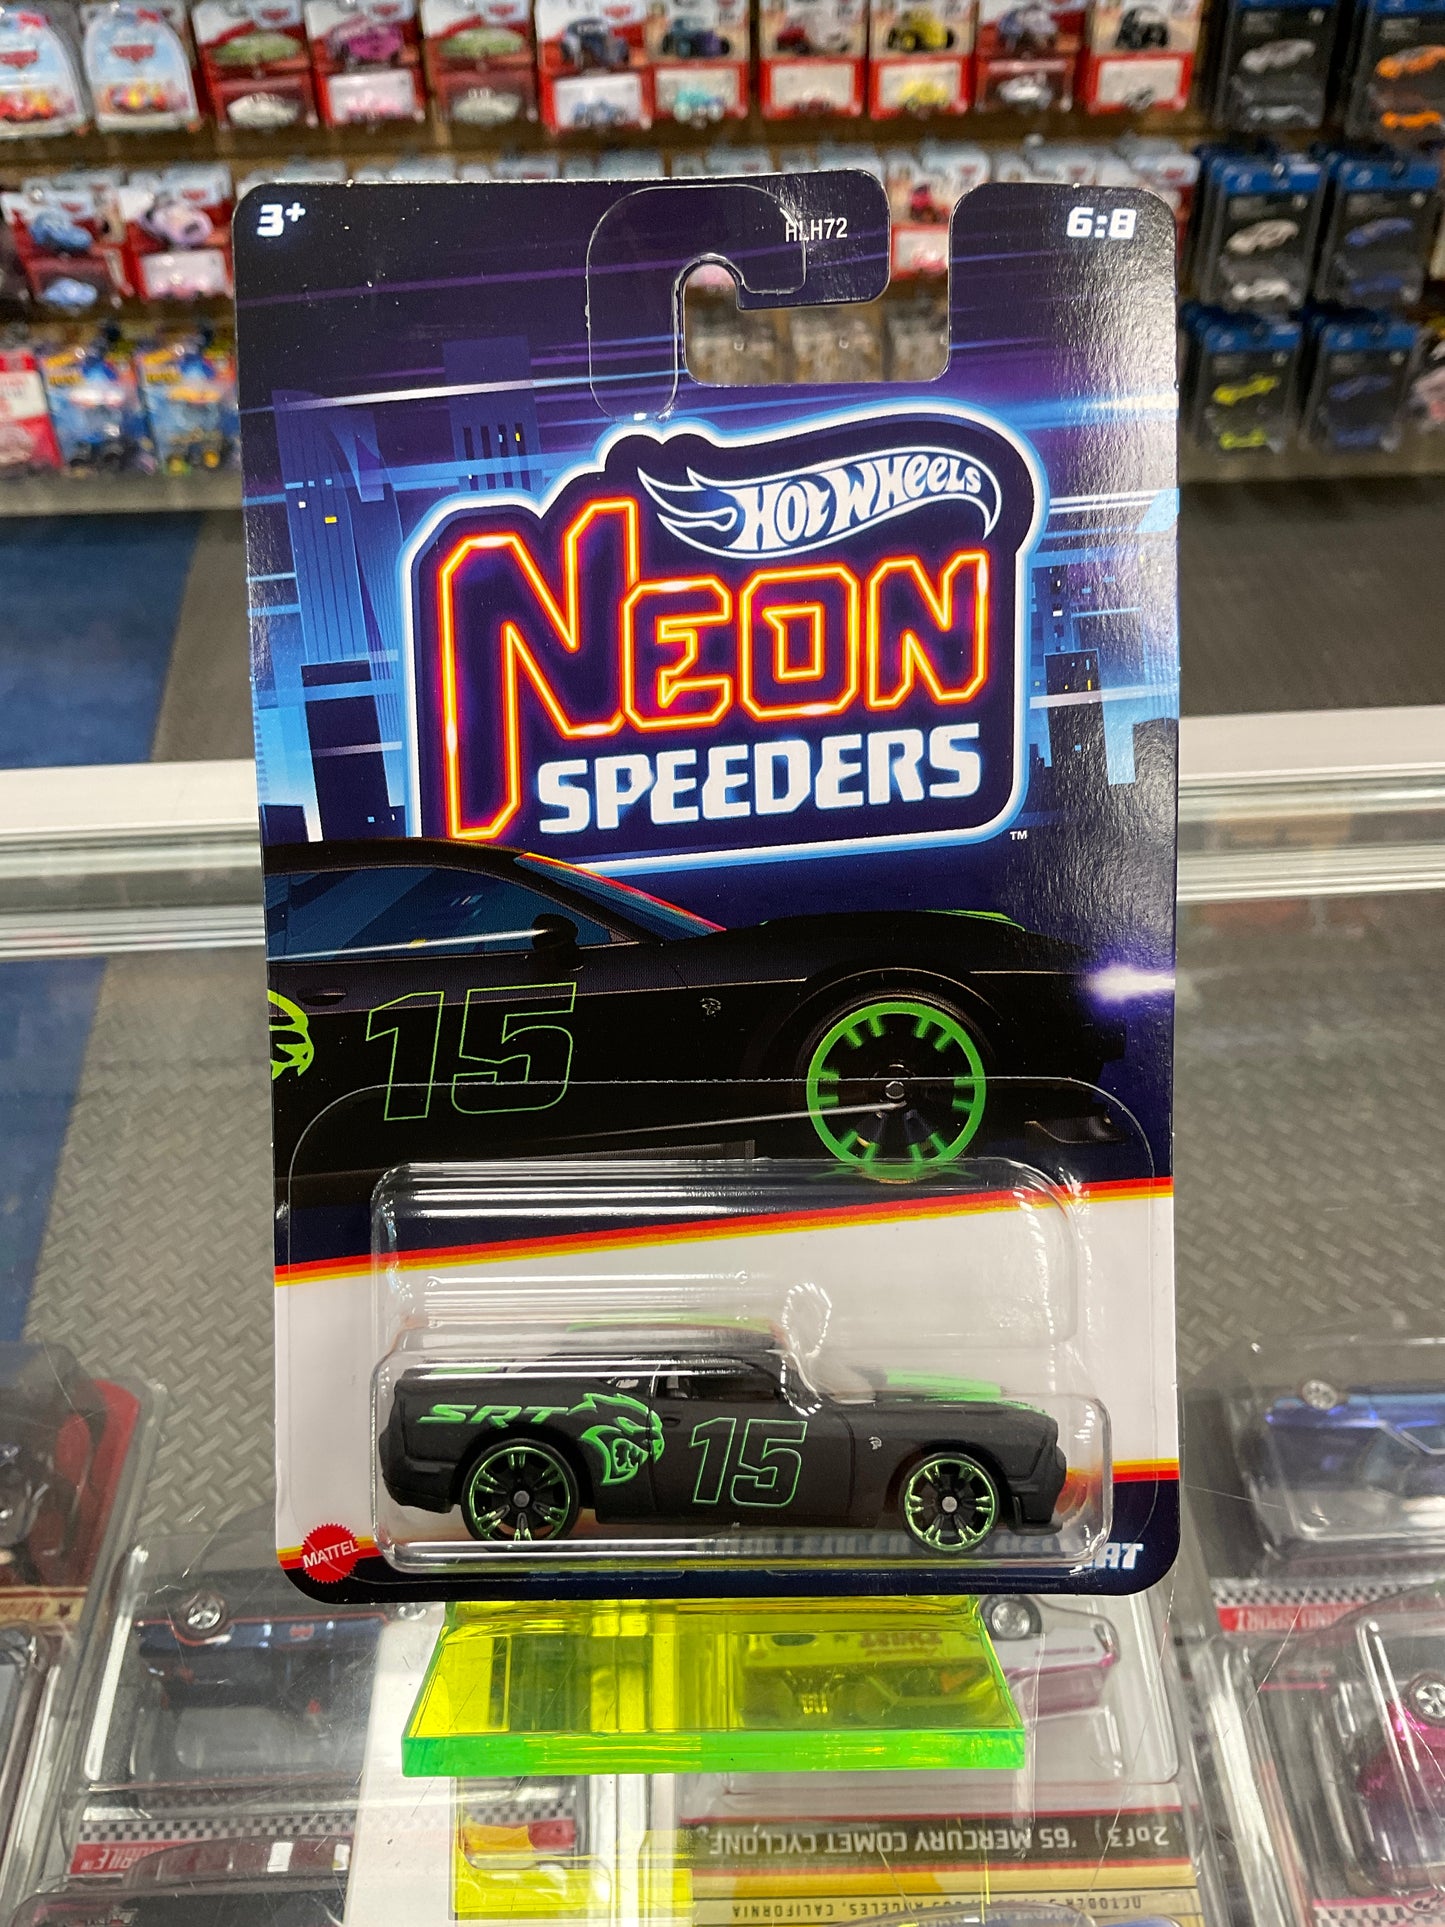 3+
HLH72
6:8
Hot Wheels
NEON
SPEEDERS
™
15
SRT
15
MATTEL
2 of 3
'65 MERCURY COMET CYCLONE